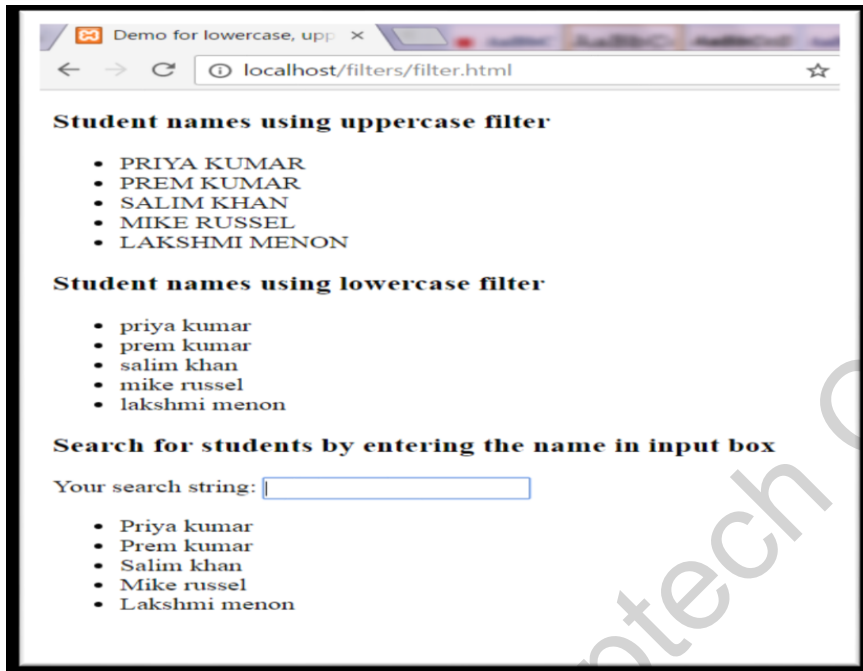 Demo for lowercase, upp
localhost/filters/filter.html
Student names using uppercase filter
• PRIYA KUMAR
• PREM KUMAR
• SALIM KHAN
• MIKE RUSSEL
• LAKSHMI MENON
Student names using lowercase filter
• priya kumar
• prem kumar
• salim khan
• mike russel
• lakshmi menon
Search for students by entering the name in input box
Your search string:
• Priya kumar
• Prem kumar
• Salim khan
• Mike russel
• Lakshmi menon
ptech